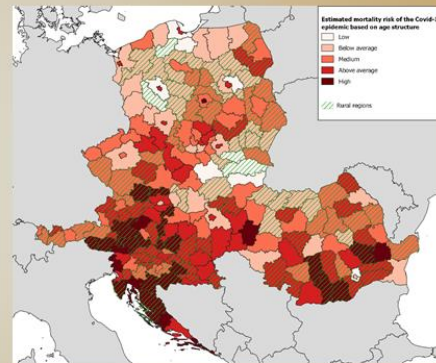 Estimated mortality risk of the Covid-
epidemic based on age structure
Low
Below average
Medium
Above average
High
Rural regions